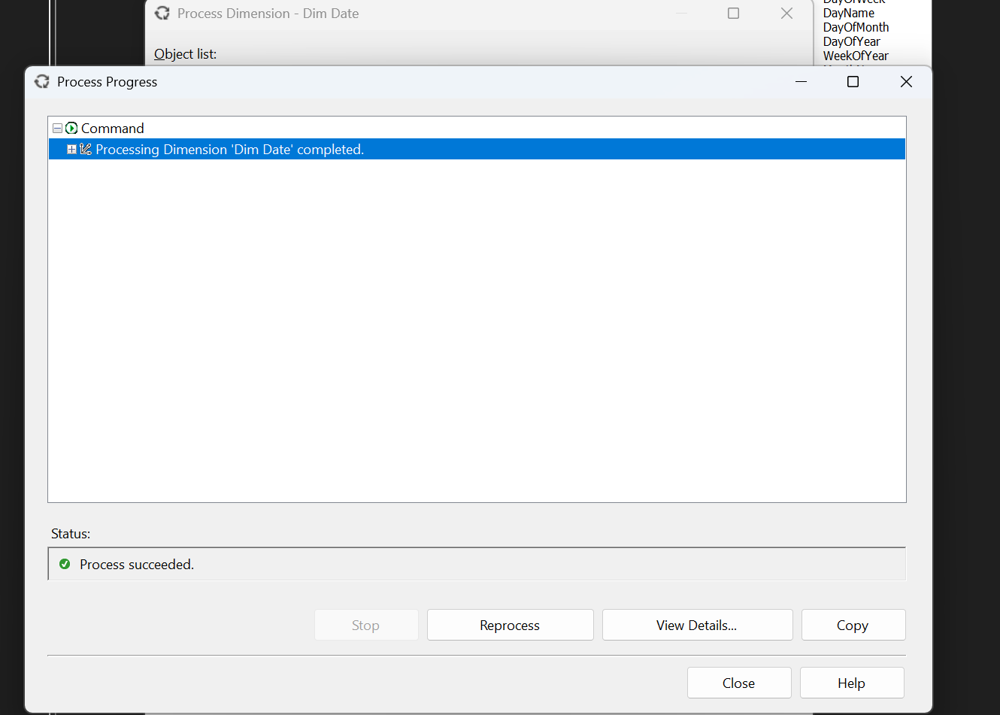 Process Dimension - Dim Date
DayOfWeek
DayName
DayOfMonth
DayOfYear
WeekOfYear
Object list:
Process Progress
Command
Processing Dimension 'Dim Date' completed.
Status:
Process succeeded.
Stop
Reprocess
View Details...
Copy
Close
Help